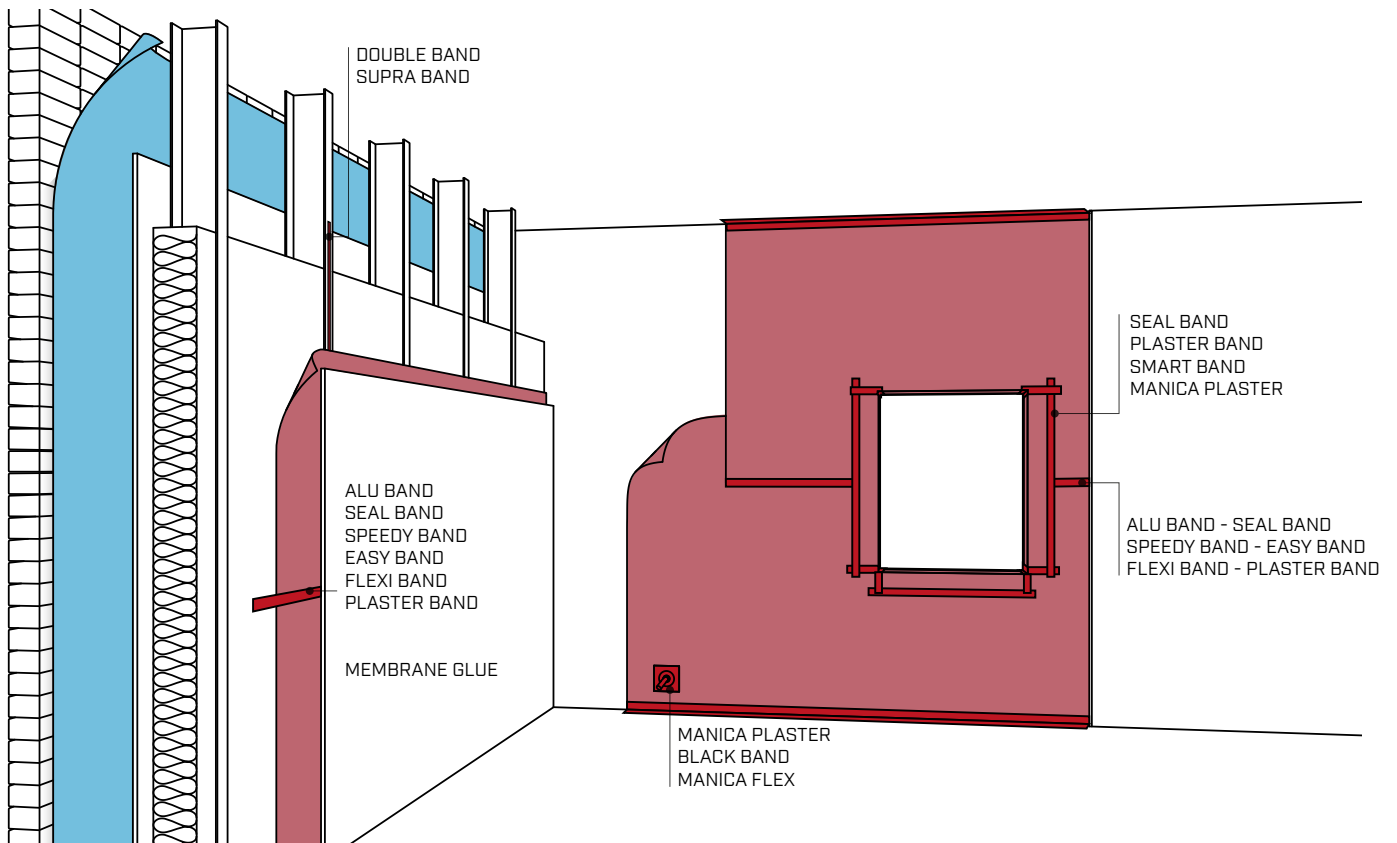 DOUBLE BAND
SUPRA BAND
SEAL BAND
PLASTER BAND
SMART BAND
MANICA PLASTER
ALU BAND
SEAL BAND
SPEEDY BAND
EASY BAND
FLEXI BAND
PLASTER BAND
MEMBRANE GLUE
ALU BAND - SEAL BAND
SPEEDY BAND - EASY BAND
FLEXI BAND - PLASTER BAND
MANICA PLASTER
BLACK BAND
MANICA FLEX